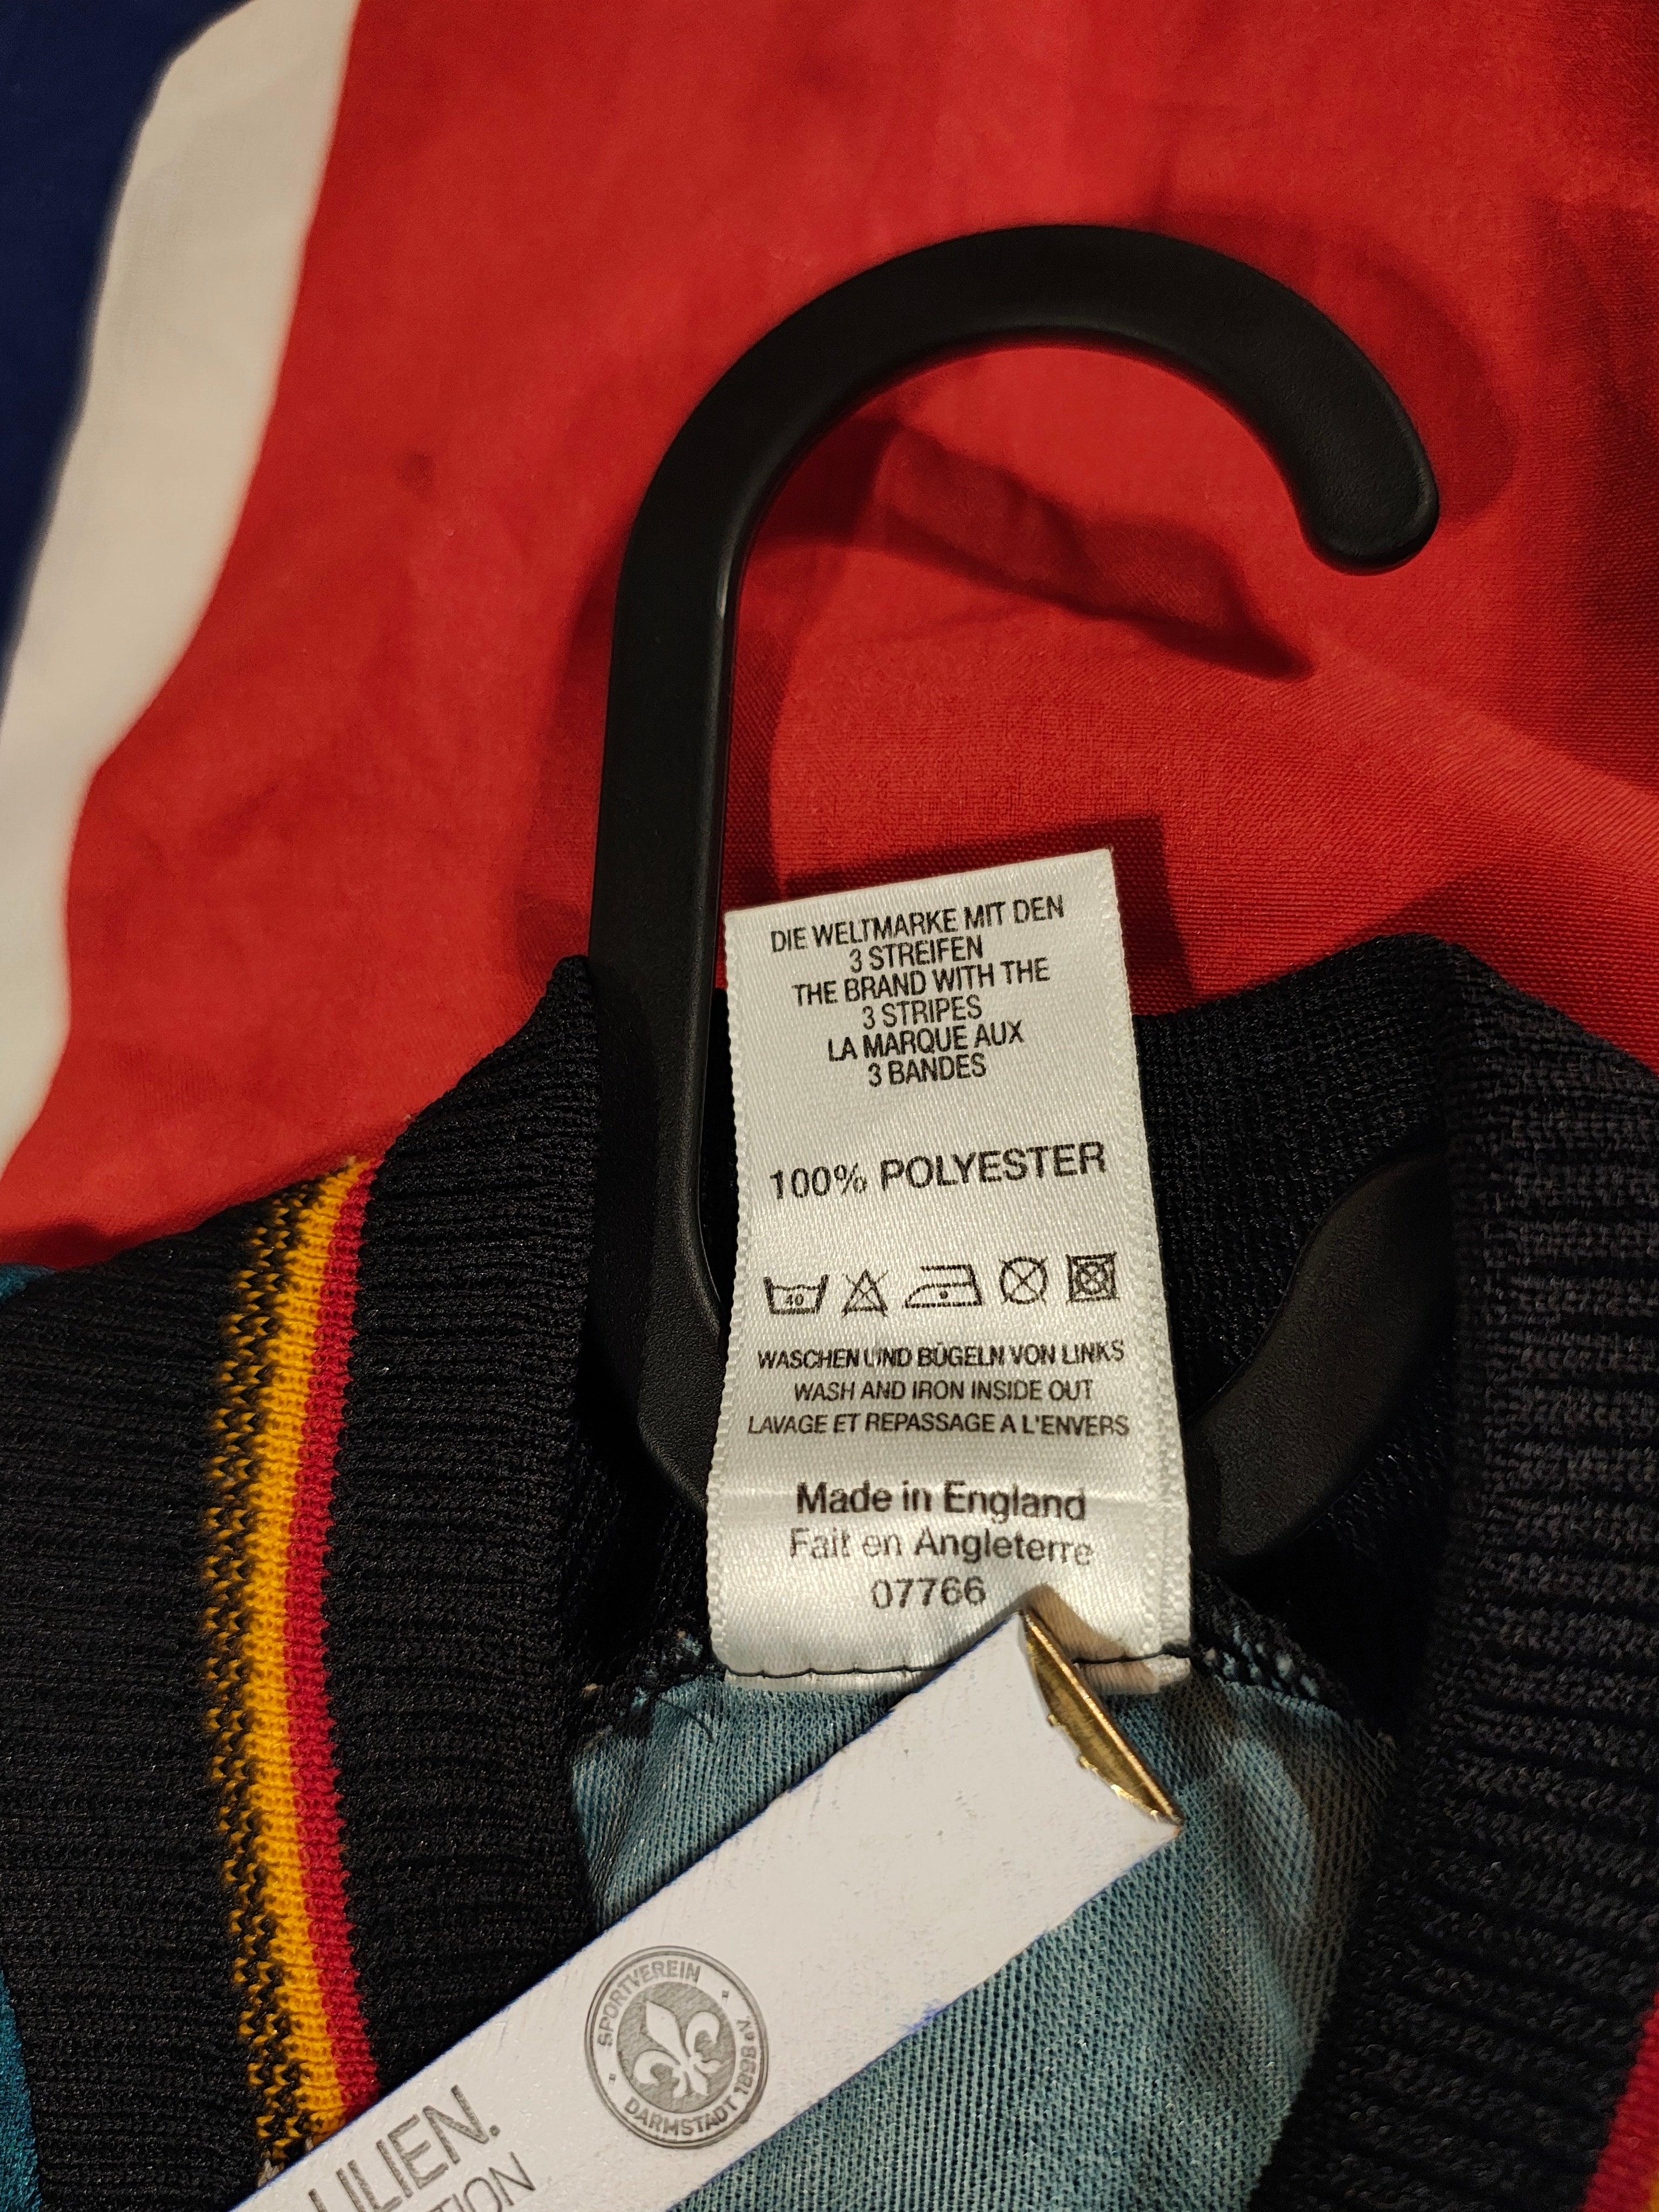 DIE WELTMARKE MIT DEN
3 STREIFEN
THE BRAND WITH THE
3 STRIPES
LA MARQUE AUX
3 BANDES
100% POLYESTER
40
WASCHEN UND BÜGELN VON LINKS
WASH AND IRON INSIDE OUT
LAVAGE ET REPASSAGE A L'ENVERS
Made in England
Fait en Angleterre
07766
SPORTVEREIN
DARMSTADT 1898 e.V.
LILIEN.